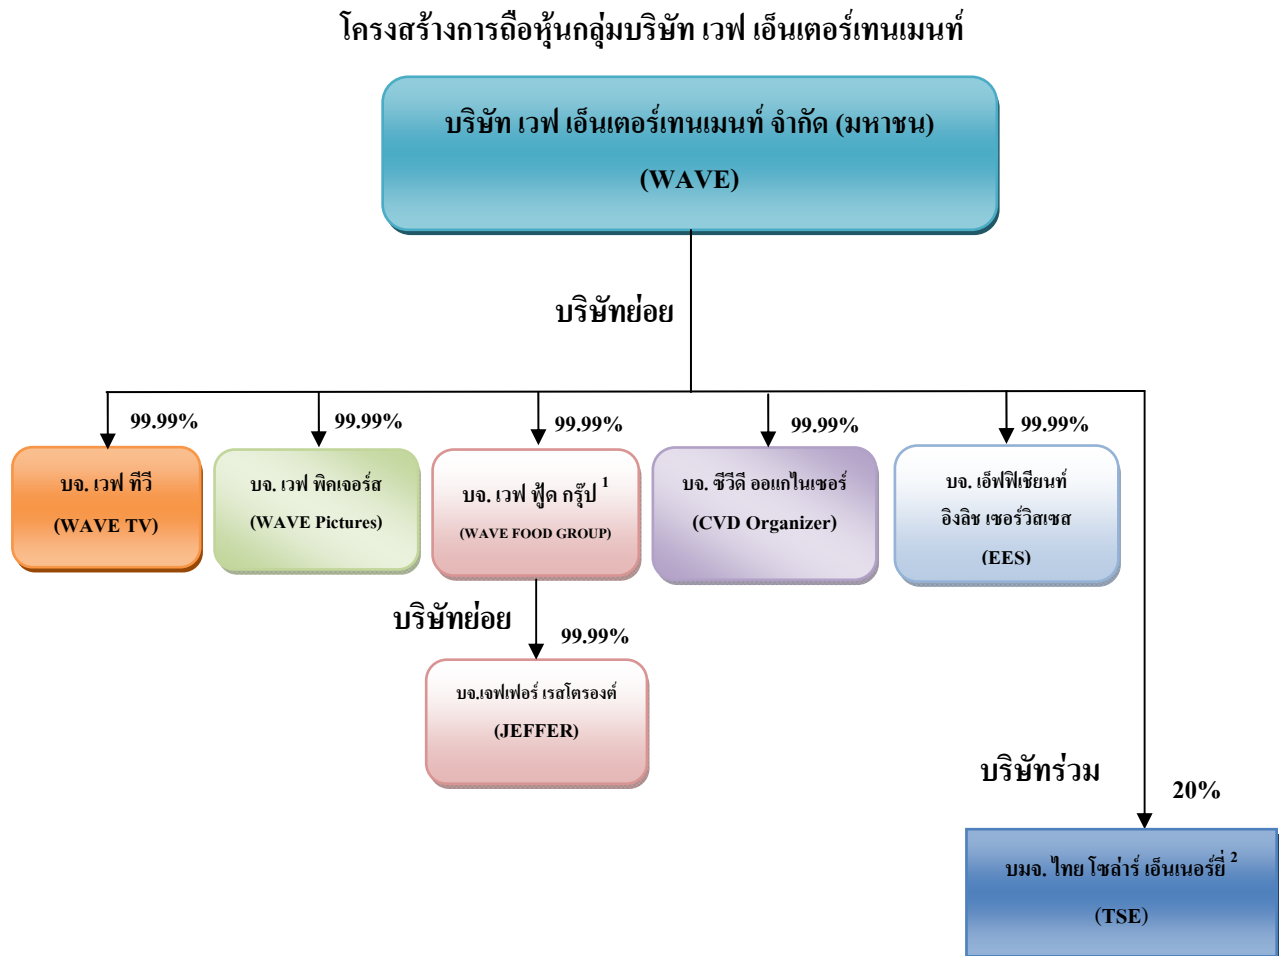 โครงสร้างการถือหุ้นกลุ่มบริษัท เวฟ เอ็นเตอร์เทนเมนท์
บริษัท เวฟ เอ็นเตอร์เทนเมนท์ จำกัด (มหาชน)
(WAVE)
บริษัทย่อย
99.99%
99.99%
99.99%
99.99%
99.99%
บจ. เวฟ ทีวี
(WAVE TV)
บจ. เวฟ พิคเจอร์ส
(WAVE Pictures)
บจ. เวฟ ฟู้ด กรุ๊ป 1
(WAVE FOOD GROUP)
บจ. ซีวีดี ออแกไนเซอร์
(CVD Organizer)
บจ. เอ็ฟฟิเชียนท์
อิงลิช เซอร์วิสเซส
(EES)
บริษัทย่อย
99.99%
บจ.เจฟเฟอร์ เรสโตรองต์
(JEFFER)
บริษัทร่วม
20%
บมจ. ไทย โซล่าร์ เอ็นเนอร์ยี่ 2
(TSE)